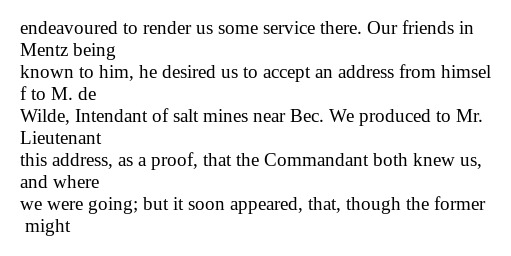 endeavoured to render us some service there. Our friends in
Mentz being
known to him, he desired us to accept an address from himsel
f to M. de
Wilde, Intendant of salt mines near Bec. We produced to Mr.
Lieutenant
this address, as a proof, that the Commandant both knew us,
and where
we were going; but it soon appeared, that, though the former
might